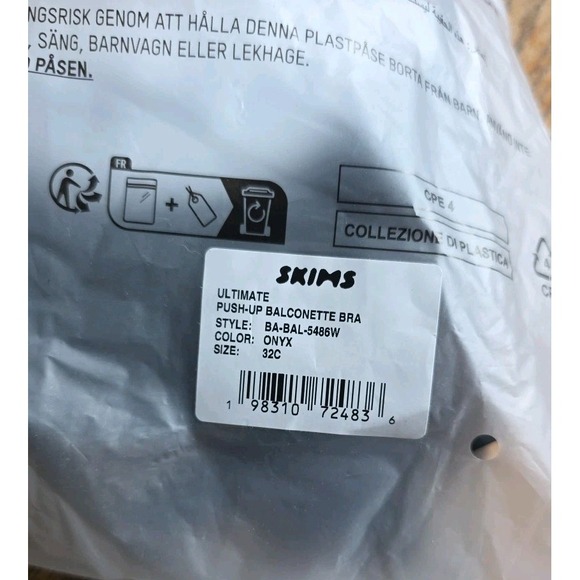 NGSRISK GENOM ATT HÅLLA DENNA PLASTPÅSE BORTA FRÅN BARN.
, SÄNG, BARNVAGN ELLER LEKHAGE.
PÅSEN.
FR
+
CPE 4
COLLEZIONE DI PLASTICA
SKIMS
ULTIMATE
PUSH-UP BALCONETTE BRA
STYLE: BA-BAL-5486W
COLOR: ONYX
SIZE: 32C
1 98310 72483 6